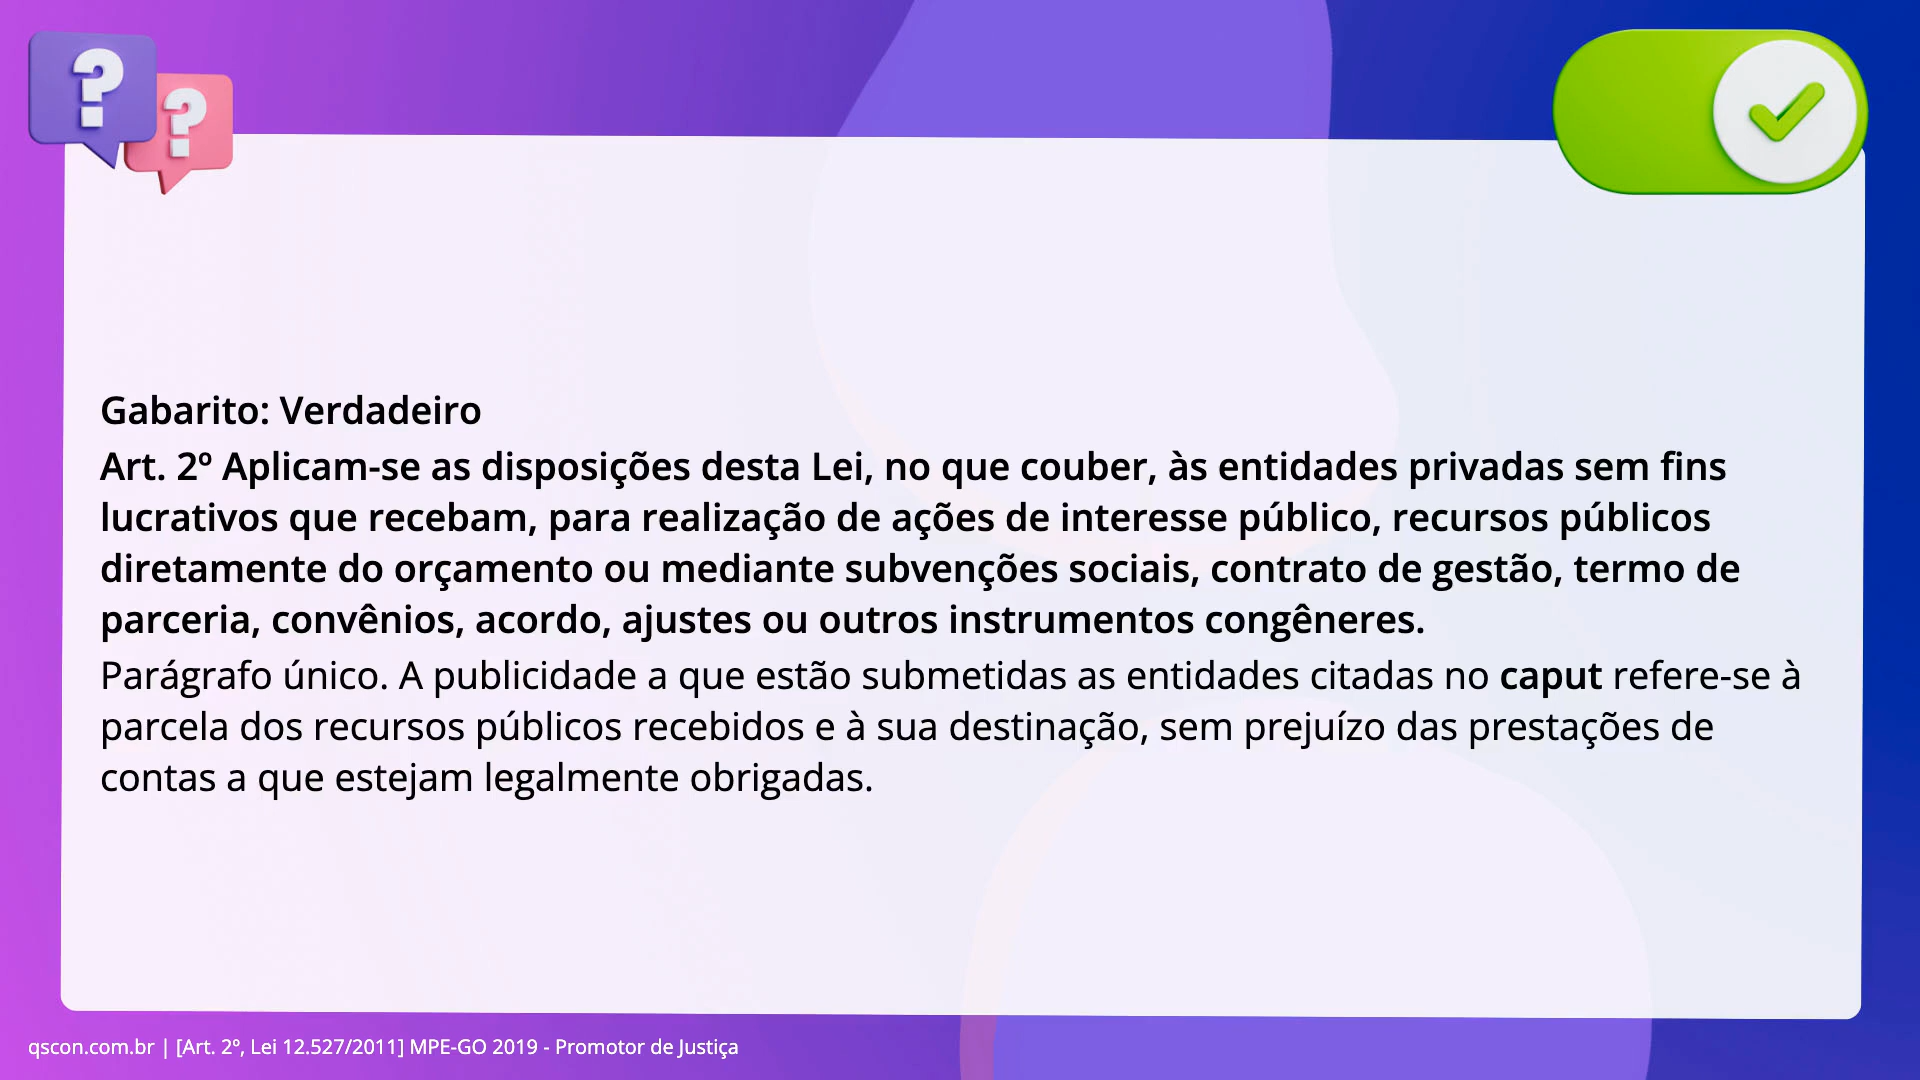 Gabarito: Verdadeiro
Art. 2º Aplicam-se as disposições desta Lei, no que couber, às entidades privadas sem fins
lucrativos que recebam, para realização de ações de interesse público, recursos públicos
diretamente do orçamento ou mediante subvenções sociais, contrato de gestão, termo de
parceria, convênios, acordo, ajustes ou outros instrumentos congêneres.
Parágrafo único. A publicidade a que estão submetidas as entidades citadas no caput refere-se à
parcela dos recursos públicos recebidos e à sua destinação, sem prejuízo das prestações de
contas a que estejam legalmente obrigadas.
qscon.com.br | [Art. 2º, Lei 12.527/2011] MPE-GO 2019 - Promotor de Justiça